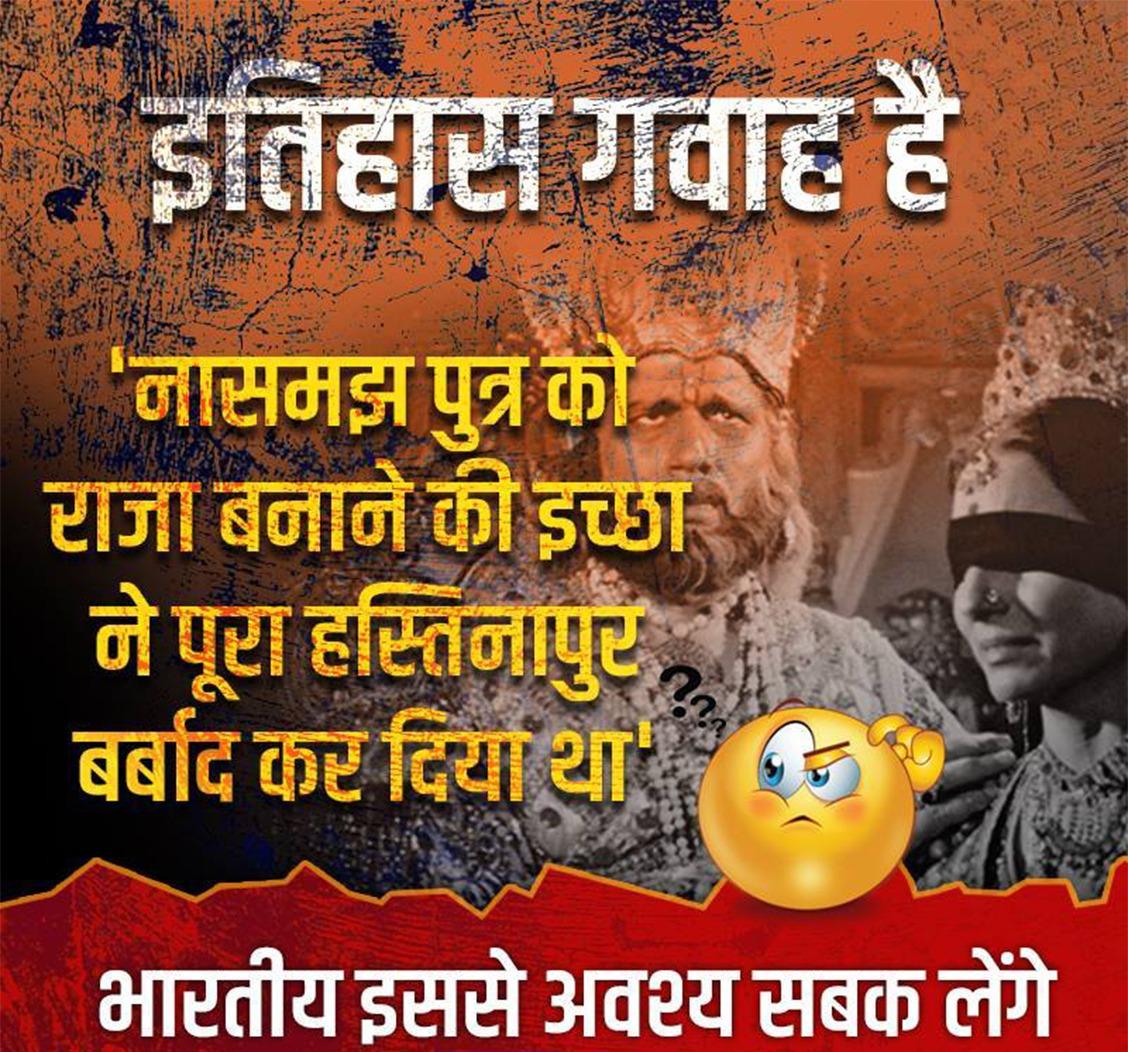 इतिहास गवाह है
'नासमझ पुत्र को
राजा बनाने की इच्छा
ने पूरा हस्तिनापुर
बर्बाद कर दिया था'
???
भारतीय इससे अवश्य सबक लेंगे